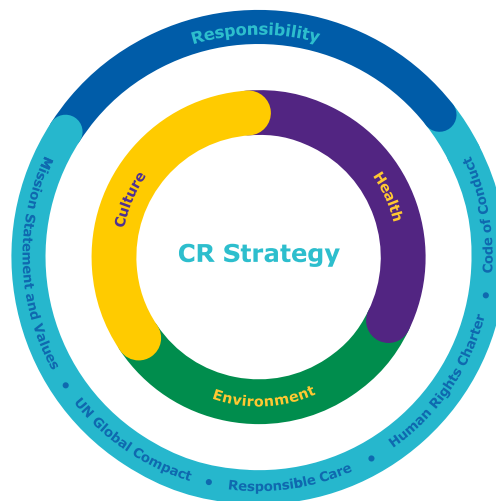 Responsibility
Culture
Health
CR Strategy
Environment
Mission Statement and Values • UN Global Compact • Responsible Care • Human Rights Charter • Code of Conduct